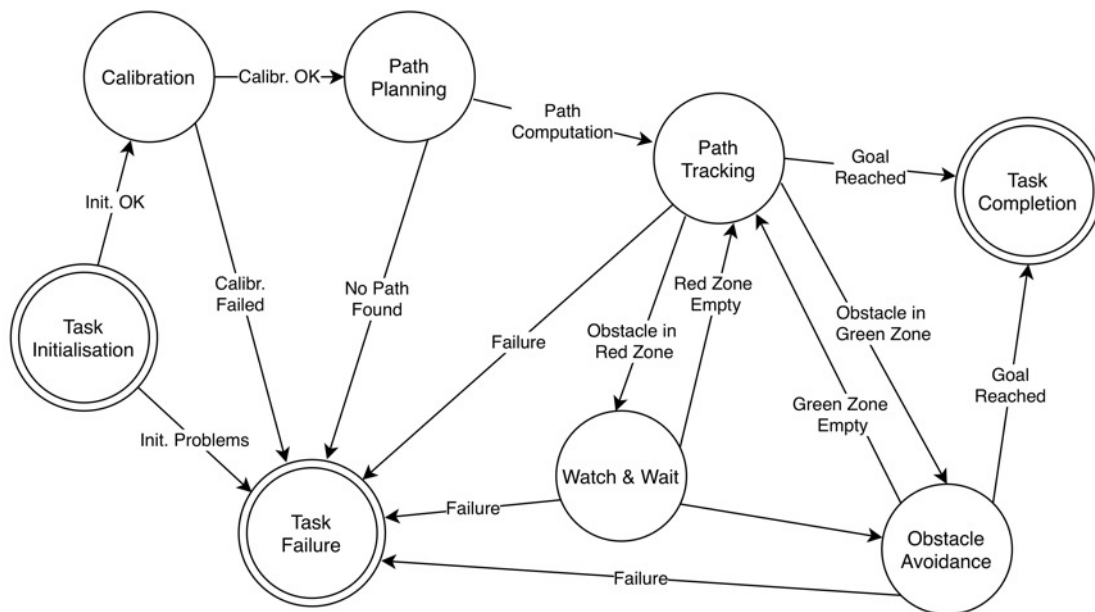 Calibration
Calibr. OK
Path
Planning
Path
Computation
Path
Tracking
Goal
Reached
Task
Completion
Init. OK
Calibr.
Failed
No Path
Found
Failure
Obstacle in
Red Zone
Red Zone
Empty
Obstacle in
Green Zone
Task
Initialisation
Goal
Reached
Green Zone
Empty
Init. Problems
Watch & Wait
Failure
Task
Failure
Obstacle
Avoidance
Failure